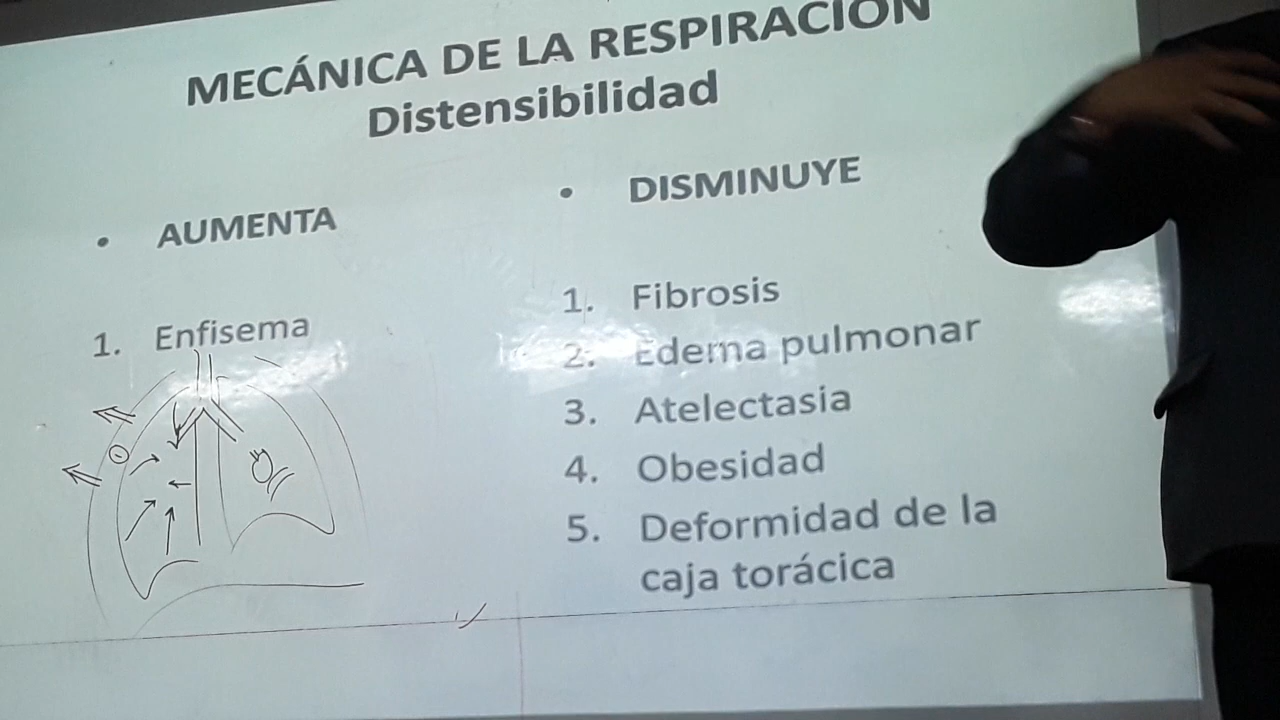 MECÁNICA DE LA RESPIRACIÓN
Distensibilidad
• AUMENTA
1. Enfisema
• DISMINUYE
1. Fibrosis
2. Edema pulmonar
3. Atelectasia
4. Obesidad
5. Deformidad de la
caja torácica